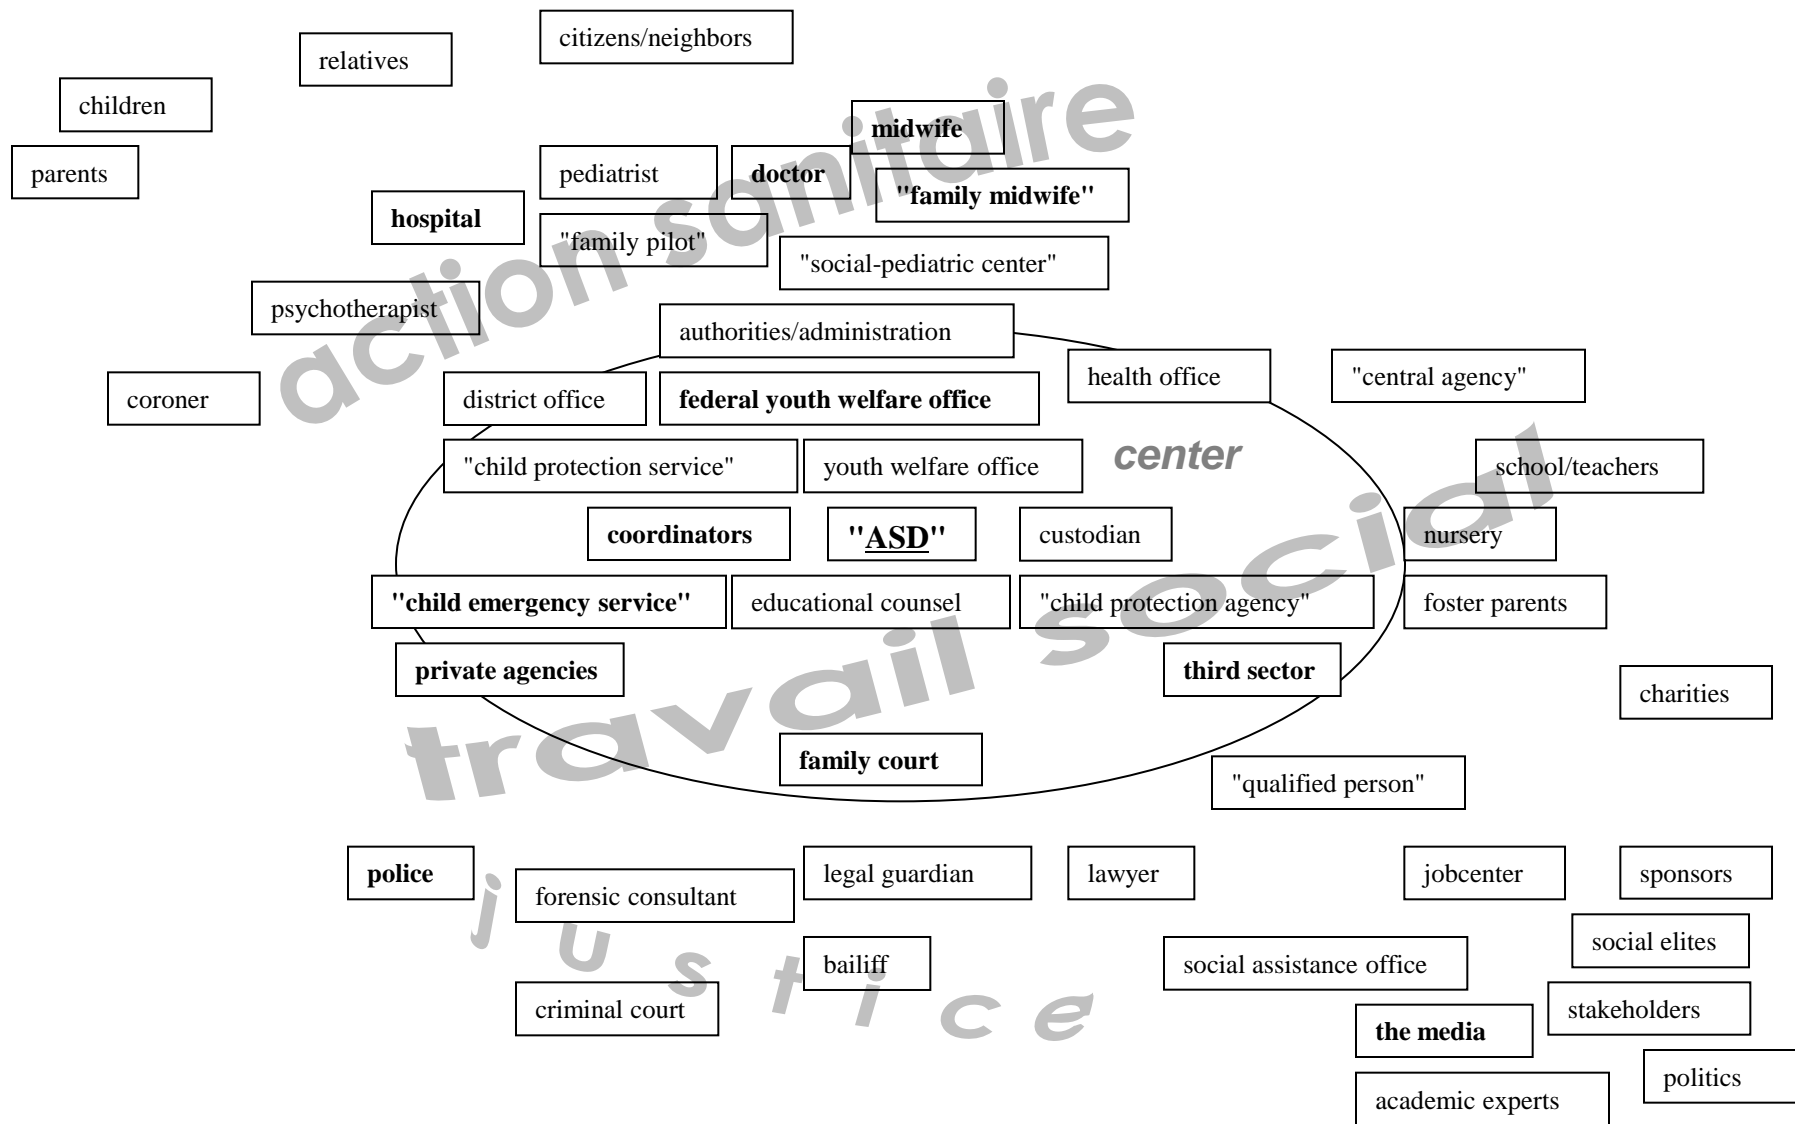 citizens/neighbors
relatives
children
midwife
parents
pediatrist
doctor
"family midwife"
hospital
"family pilot"
"social-pediatric center"
action sanitaire
psychotherapist
authorities/administration
health office
"central agency"
coroner
district office
federal youth welfare office
"child protection service"
youth welfare office
center
school/teachers
coordinators
"ASD"
custodian
nursery
"child emergency service"
educational counsel
"child protection agency"
foster parents
travail social
private agencies
third sector
charities
family court
"qualified person"
police
forensic consultant
legal guardian
lawyer
jobcenter
sponsors
justice
bailiff
social assistance office
social elites
criminal court
stakeholders
the media
politics
academic experts